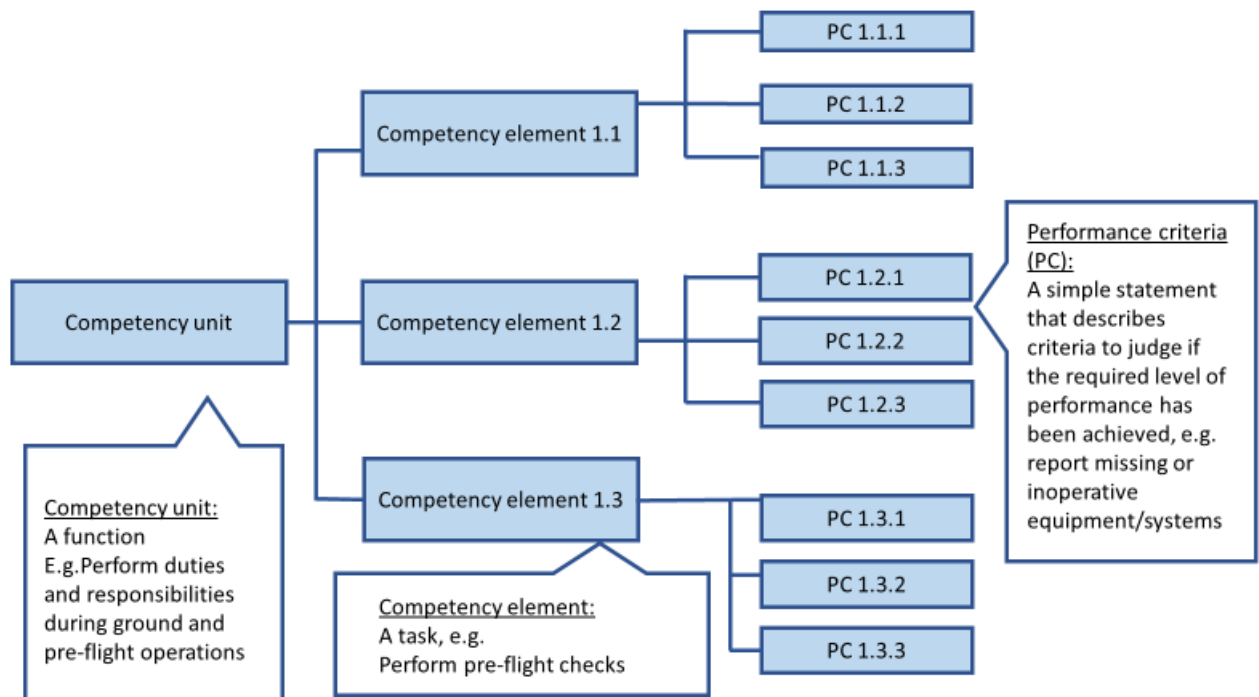 PC 1.1.1
PC 1.1.2
Competency element 1.1
PC 1.1.3
Performance criteria
(PC):
A simple statement
that describes
criteria to judge if
the required level of
performance has
been achieved, e.g.
report missing or
inoperative
equipment/systems
PC 1.2.1
Competency unit
Competency element 1.2
PC 1.2.2
PC 1.2.3
Competency element 1.3
PC 1.3.1
PC 1.3.2
PC 1.3.3
Competency unit:
A function
E.g.Perform duties
and responsibilities
during ground and
pre-flight operations
Competency element:
A task, e.g.
Perform pre-flight checks